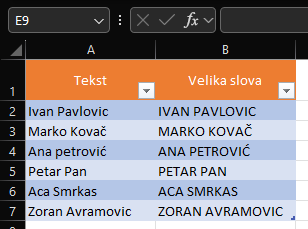 E9
fx
A B
1 Tekst Velika slova
2 Ivan Pavlovic IVAN PAVLOVIC
3 Marko Kovač MARKO KOVAČ
4 Ana petrović ANA PETROVIĆ
5 Petar Pan PETAR PAN
6 Aca Smrkas ACA SMRKAS
7 Zoran Avramovic ZORAN AVRAMOVIC